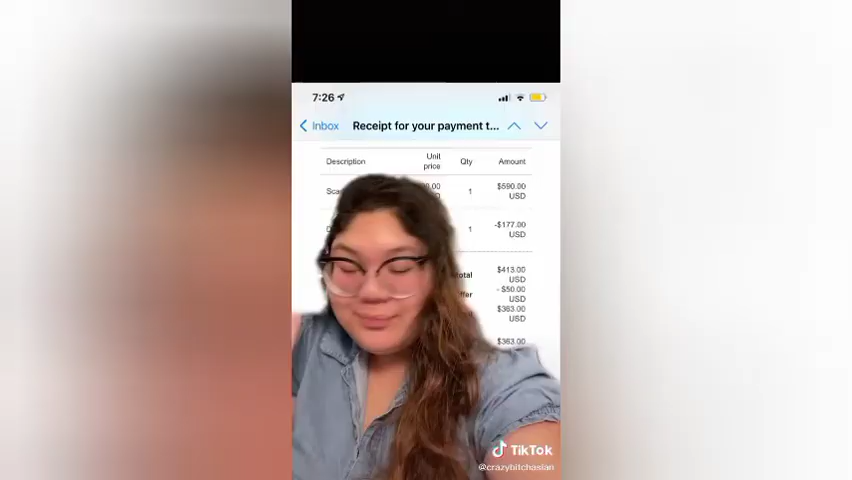 7:26
Inbox
Receipt for your payment t...
Description
Unit
price
Qty
Amount
1
$590.00
USD
1
-$177.00
USD
$413.00
USD
- $50.00
USD
$363.00
USD
$363.00
TikTok
@crazybitchasian